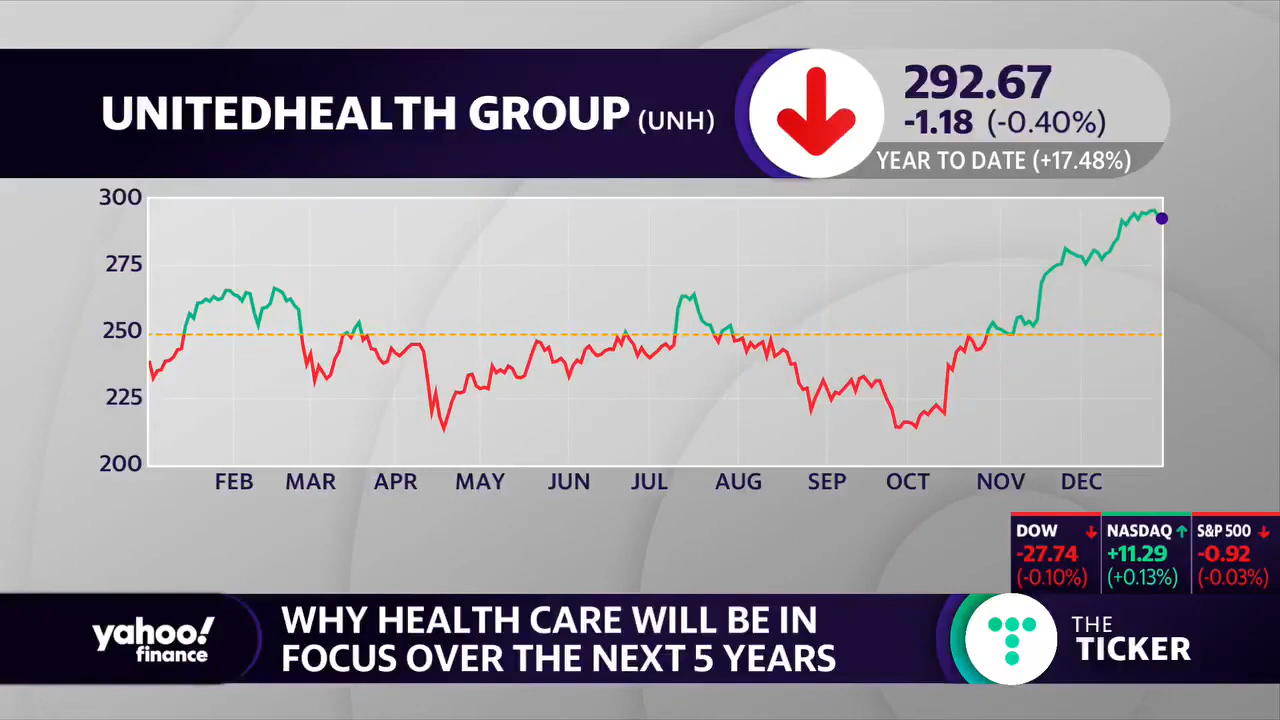 UNITEDHEALTH GROUP (UNH)
292.67
-1.18 (-0.40%)
YEAR TO DATE (+17.48%)
300
275
250
225
200
FEB MAR APR MAY JUN JUL AUG SEP OCT NOV DEC
DOW
-27.74
(-0.10%)
NASDAQ
+11.29
(+0.13%)
S&P 500
-0.92
(-0.03%)
yahoo!
finance
WHY HEALTH CARE WILL BE IN
FOCUS OVER THE NEXT 5 YEARS
THE
TICKER